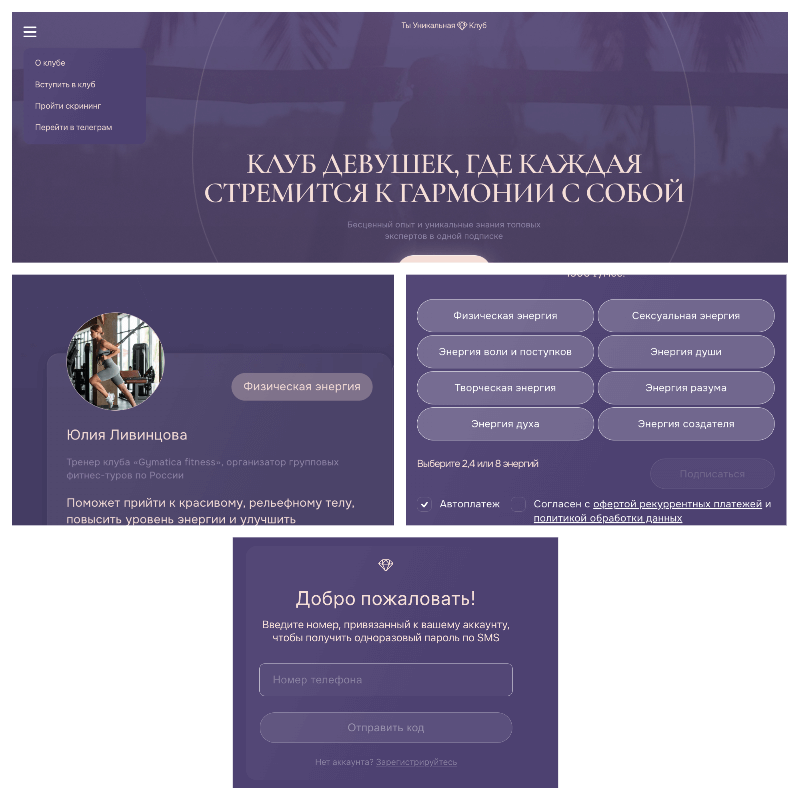 Ты Уникальная Клуб
О клубе
Вступить в клуб
Пройти скрининг
Перейти в телеграм
КЛУБ ДЕВУШЕК, ГДЕ КАЖДАЯ
СТРЕМИТСЯ К ГАРМОНИИ С СОБОЙ
Бесценный опыт и уникальные знания топовых
экспертов в одной подписке
Физическая энергия
Юлия Ливинцова
Тренер клуба «Gymatica fitness», организатор групповых
фитнес-туров по России
Поможет прийти к красивому, рельефному телу,
повысить уровень энергии и улучшить
Физическая энергия
Сексуальная энергия
Энергия воли и поступков
Энергия души
Творческая энергия
Энергия разума
Энергия духа
Энергия создателя
Выберите 2,4 или 8 энергий
Подписаться
Автоплатеж
Согласен с офертой рекуррентных платежей и
политикой обработки данных
Добро пожаловать!
Введите номер, привязанный к вашему аккаунту,
чтобы получить одноразовый пароль по SMS
Номер телефона
Отправить код
Нет аккаунта? Зарегистрируйтесь